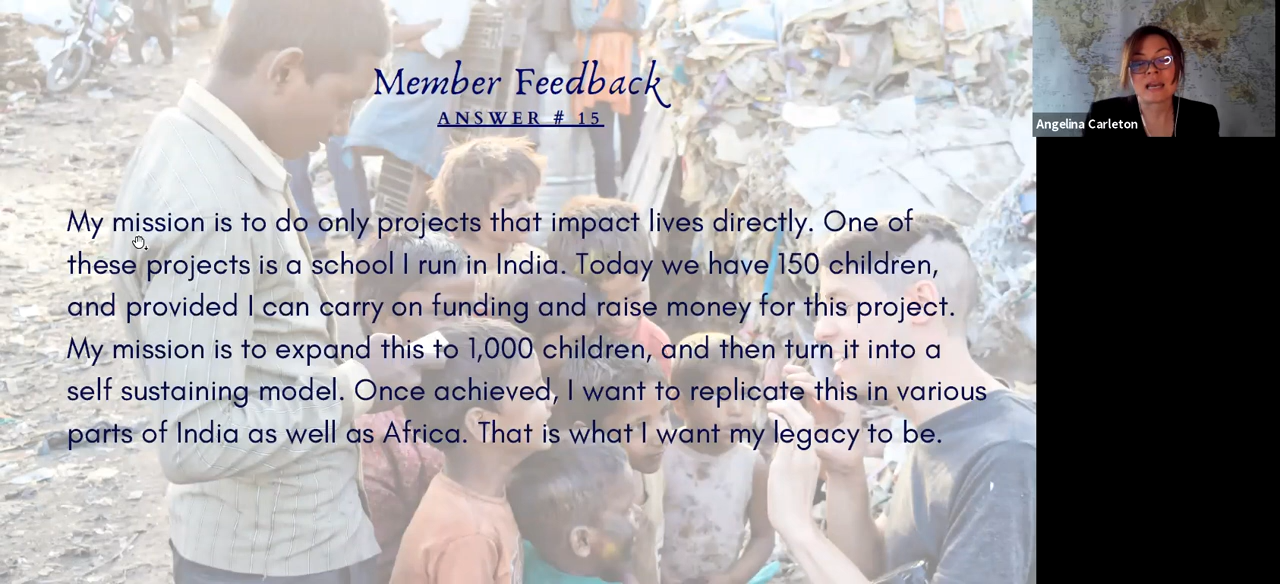 Member Feedback
ANSWER # 15
My mission is to do only projects that impact lives directly. One of
these projects is a school I run in India. Today we have 150 children,
and provided I can carry on funding and raise money for this project.
My mission is to expand this to 1,000 children, and then turn it into a
self sustaining model. Once achieved, I want to replicate this in various
parts of India as well as Africa. That is what I want my legacy to be.
Angelina Carleton